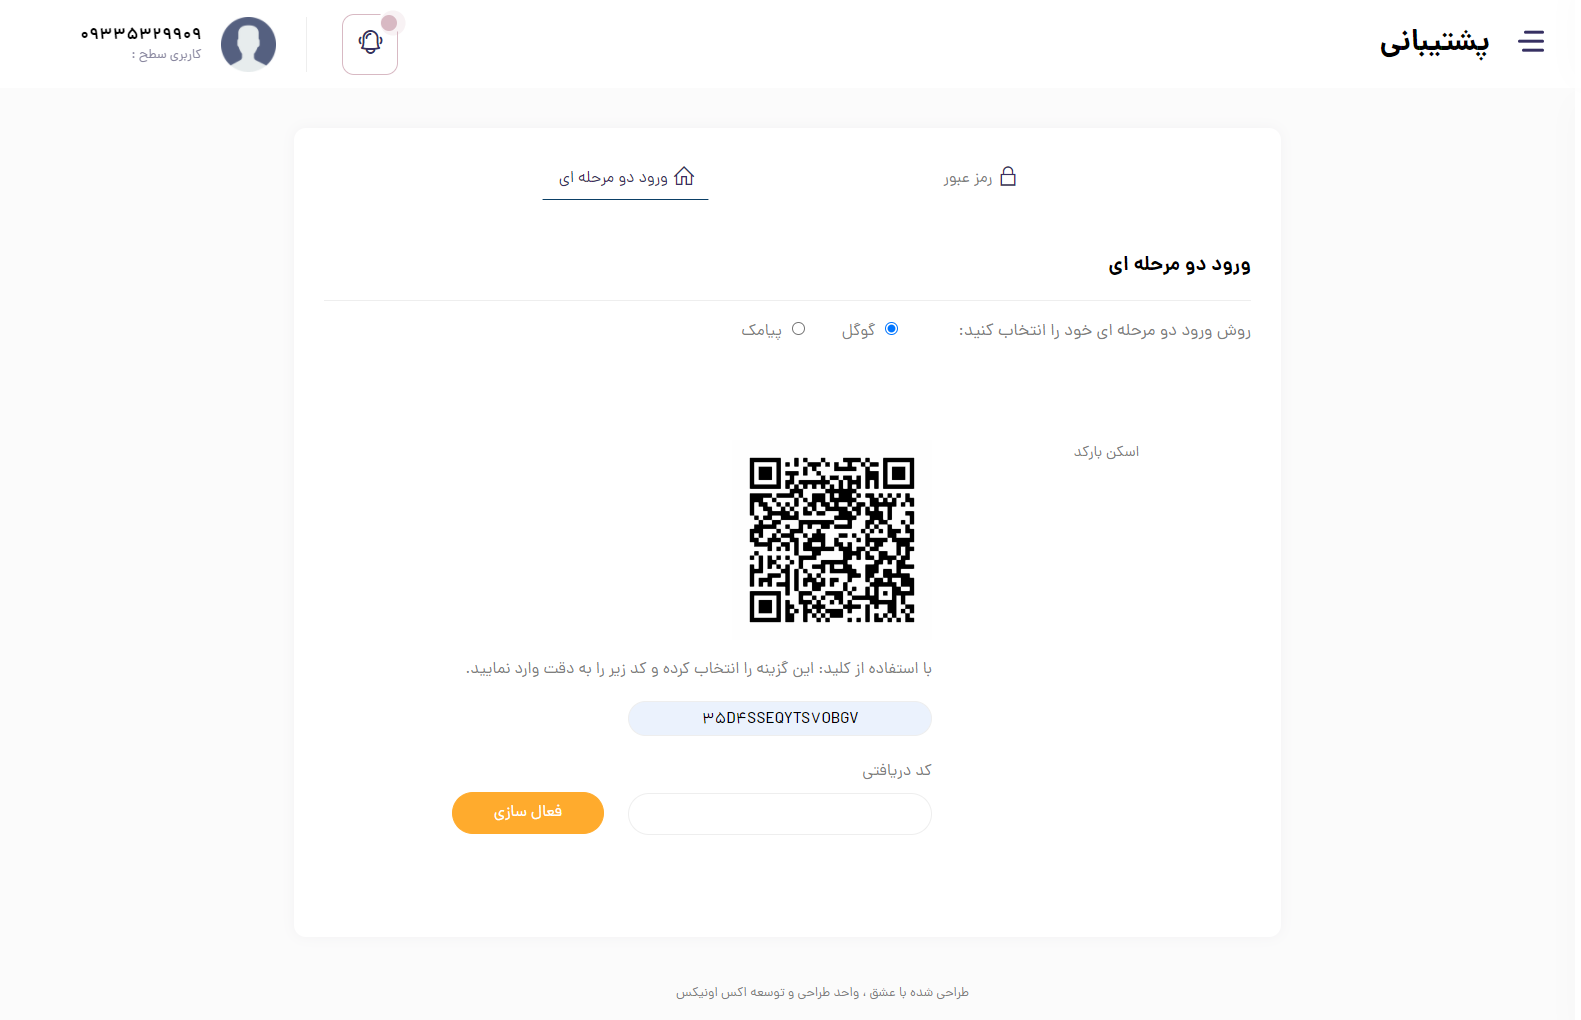 پشتیبانی
۰۹۳۳۵۳۲۹۹۰۹
کاربری سطح :
رمز عبور
ورود دو مرحله ای
ورود دو مرحله ای
روش ورود دو مرحله ای خود را انتخاب کنید:
گوگل
پیامک
اسکن بارکد
با استفاده از کلید: این گزینه را انتخاب کرده و کد زیر را به دقت وارد نمایید.
۳۵D۴SSEQYTS۷OBGV
کد دریافتی
فعال سازی
طراحی شده با عشق ، واحد طراحی و توسعه اکس اونیکس